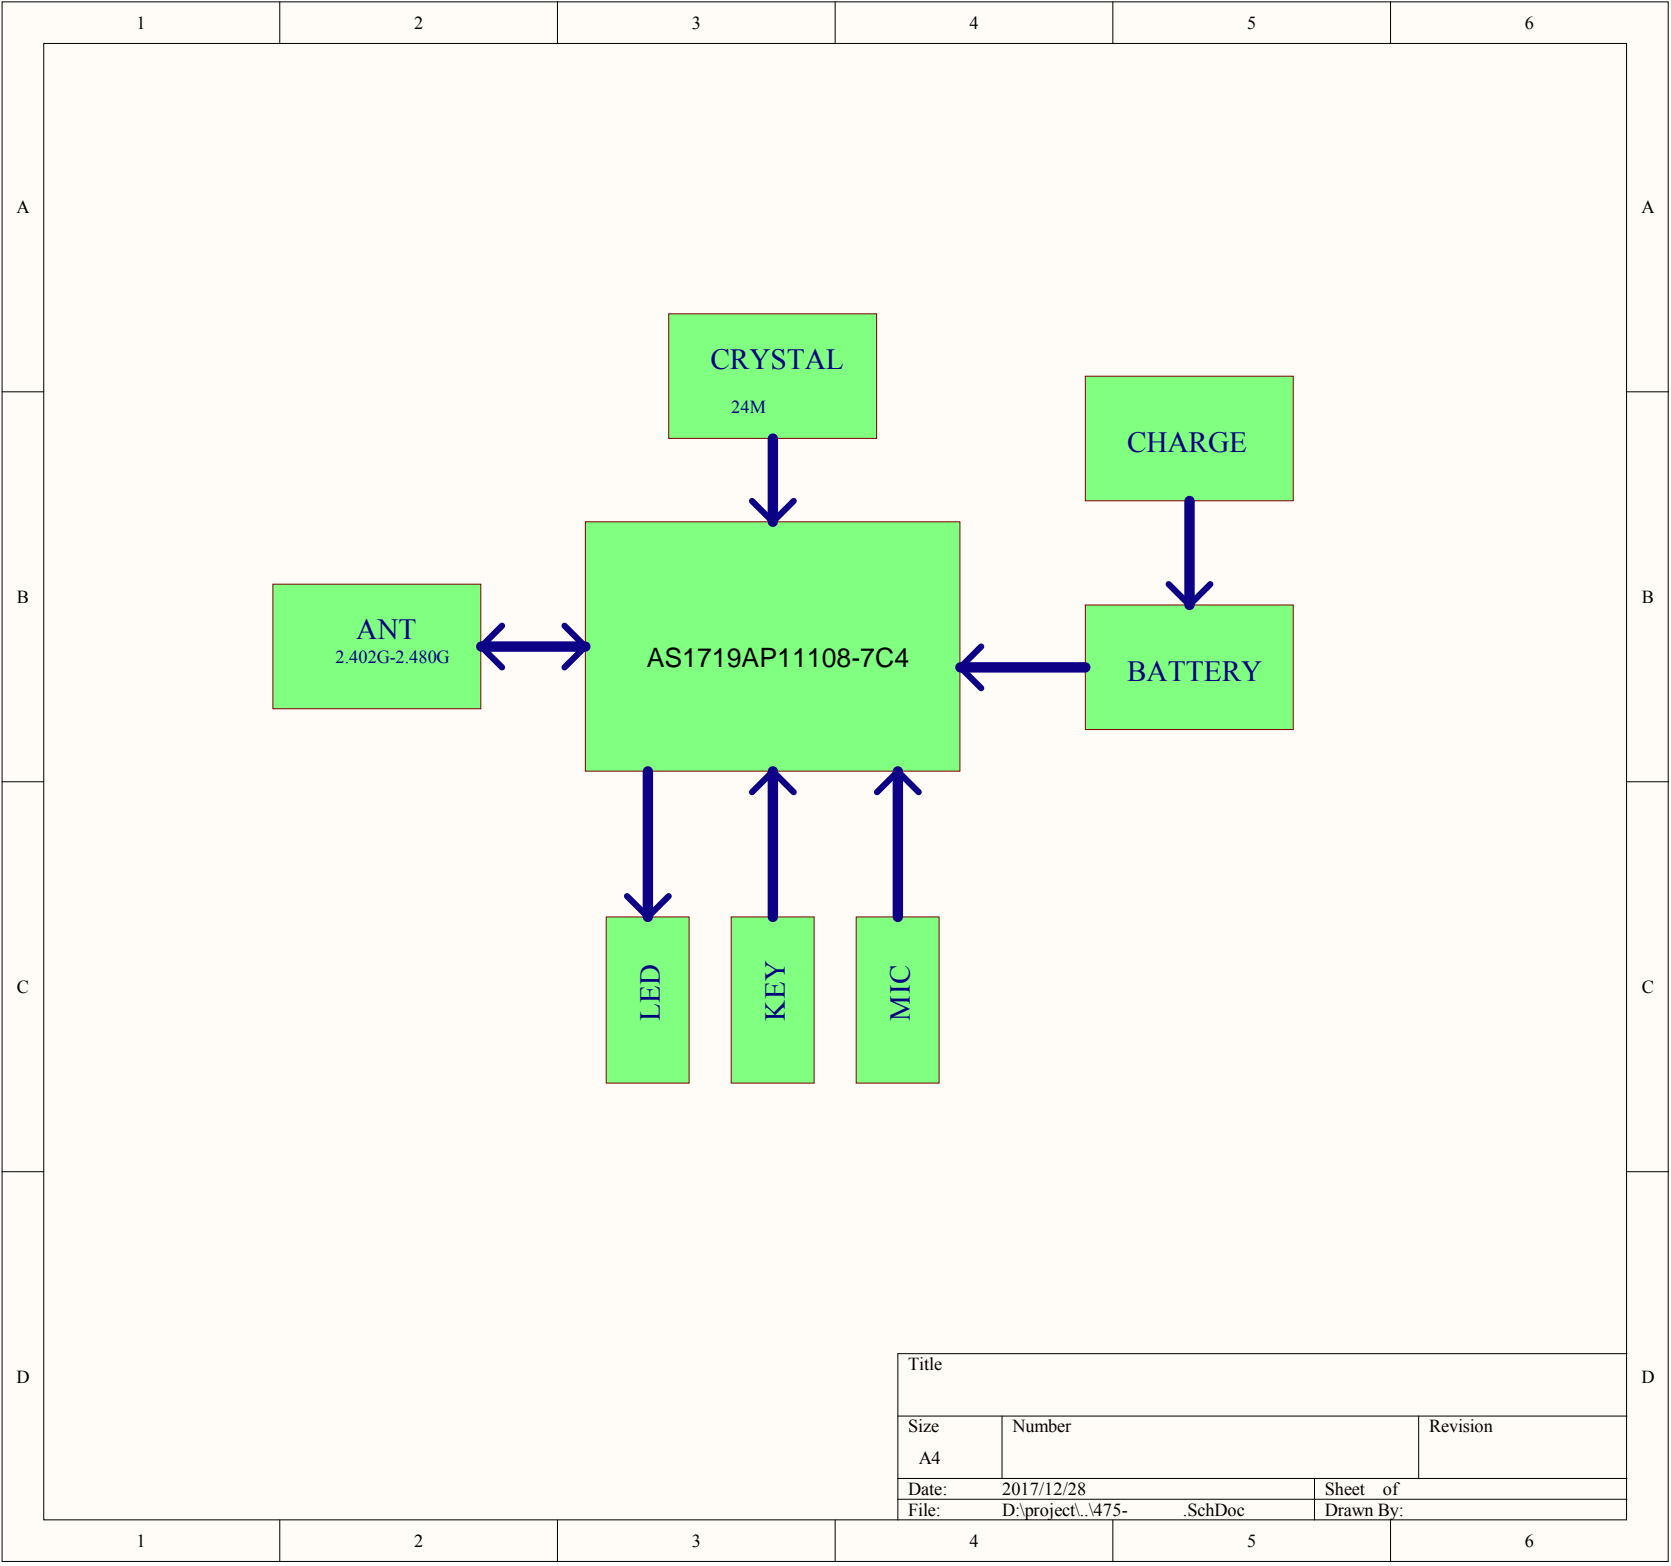 1 2 3 4 5 6
A A
CRYSTAL
24M
CHARGE
B B
ANT
2.402G-2.480G
AS1719AP11108-7C4
BATTERY
LED KEY MIC
C C
D D
Title
Size Number Revision
A4
Date: 2017/12/28 Sheet of
File: D:\project\..\475- .SchDoc Drawn By:
1 2 3 4 5 6